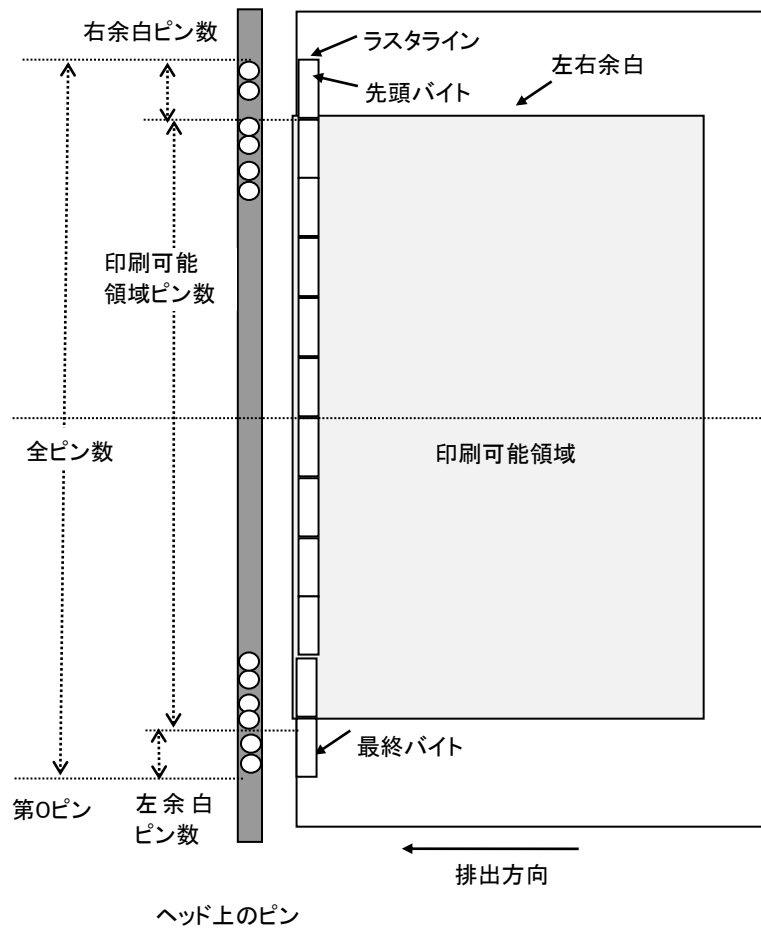 右余白ピン数
ラスタライン
左右余白
先頭バイト
印刷可能
領域ピン数
全ピン数
印刷可能領域
最終バイト
第0ピン
左余白
ピン数
排出方向
ヘッド上のピン